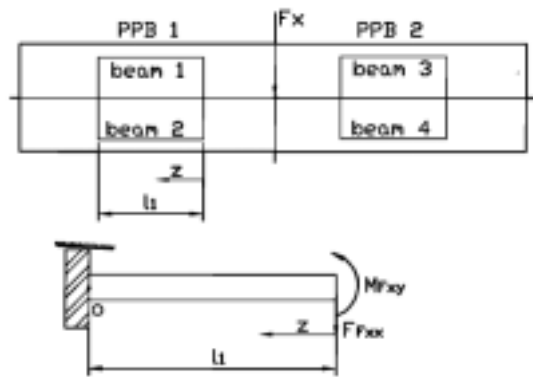 PPB 1 Fx PPB 2
beam 1 beam 3
beam 2 beam 4
z
l1
MFxy
O
z FFxx
l1